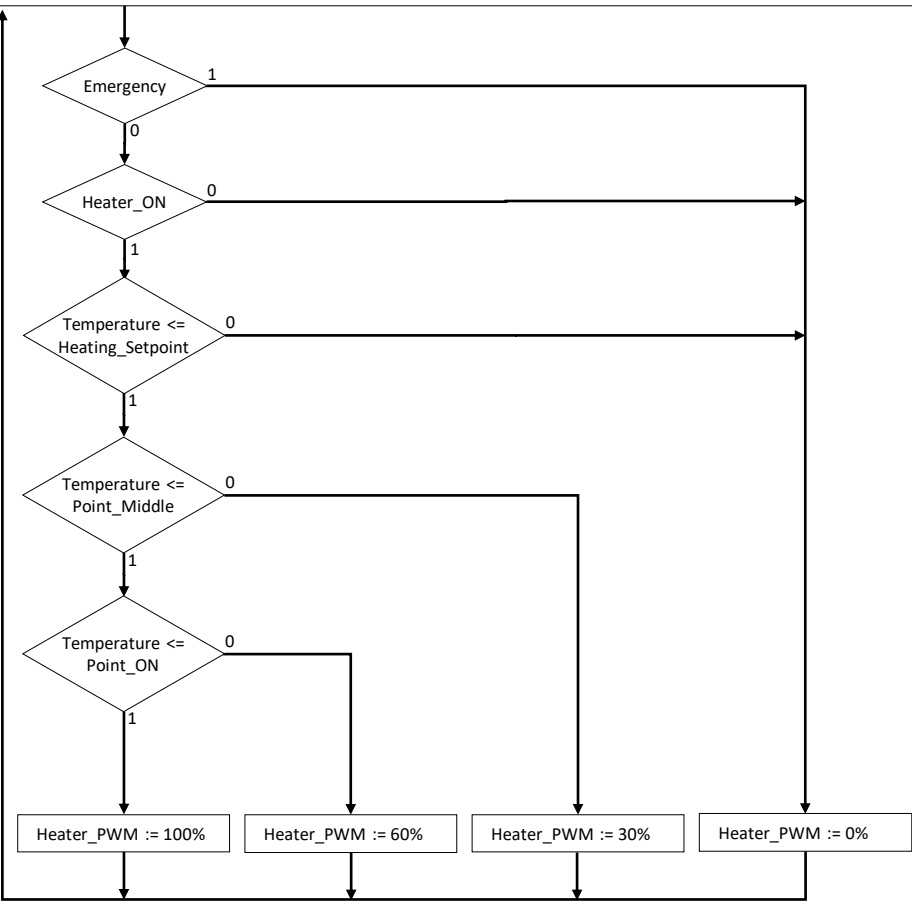 Emergency
1
0
Heater_ON
0
1
Temperature <=
Heating_Setpoint
0
1
Temperature <=
Point_Middle
0
1
Temperature <=
Point_ON
0
1
Heater_PWM := 100%
Heater_PWM := 60%
Heater_PWM := 30%
Heater_PWM := 0%